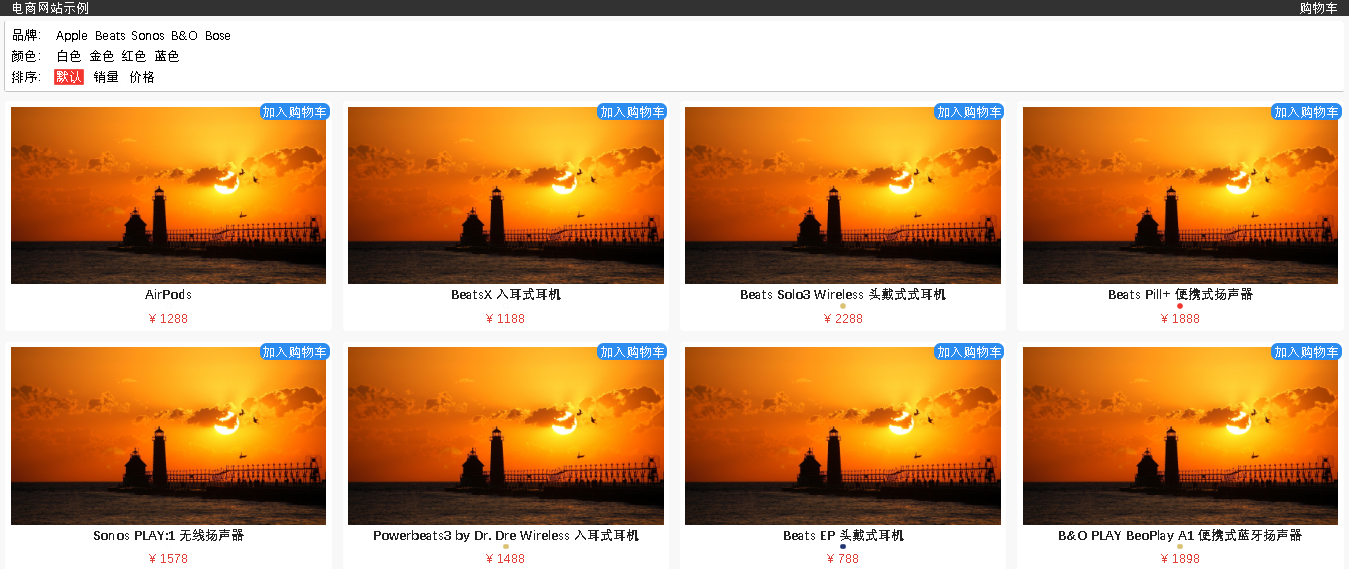 电商网站示例 购物车
品牌: Apple Beats Sonos B&O Bose
颜色: 白色 金色 红色 蓝色
排序: 默认 销量 价格
加入购物车 加入购物车 加入购物车 加入购物车
AirPods BeatsX 入耳式耳机 Beats Solo3 Wireless 头戴式式耳机 Beats Pill+ 便携式扬声器
¥ 1288 ¥ 1188 ¥ 2288 ¥ 1888
加入购物车 加入购物车 加入购物车 加入购物车
Sonos PLAY:1 无线扬声器 Powerbeats3 by Dr. Dre Wireless 入耳式耳机 Beats EP 头戴式耳机 B&O PLAY BeoPlay A1 便携式蓝牙扬声器
¥ 1578 ¥ 1488 ¥ 788 ¥ 1898